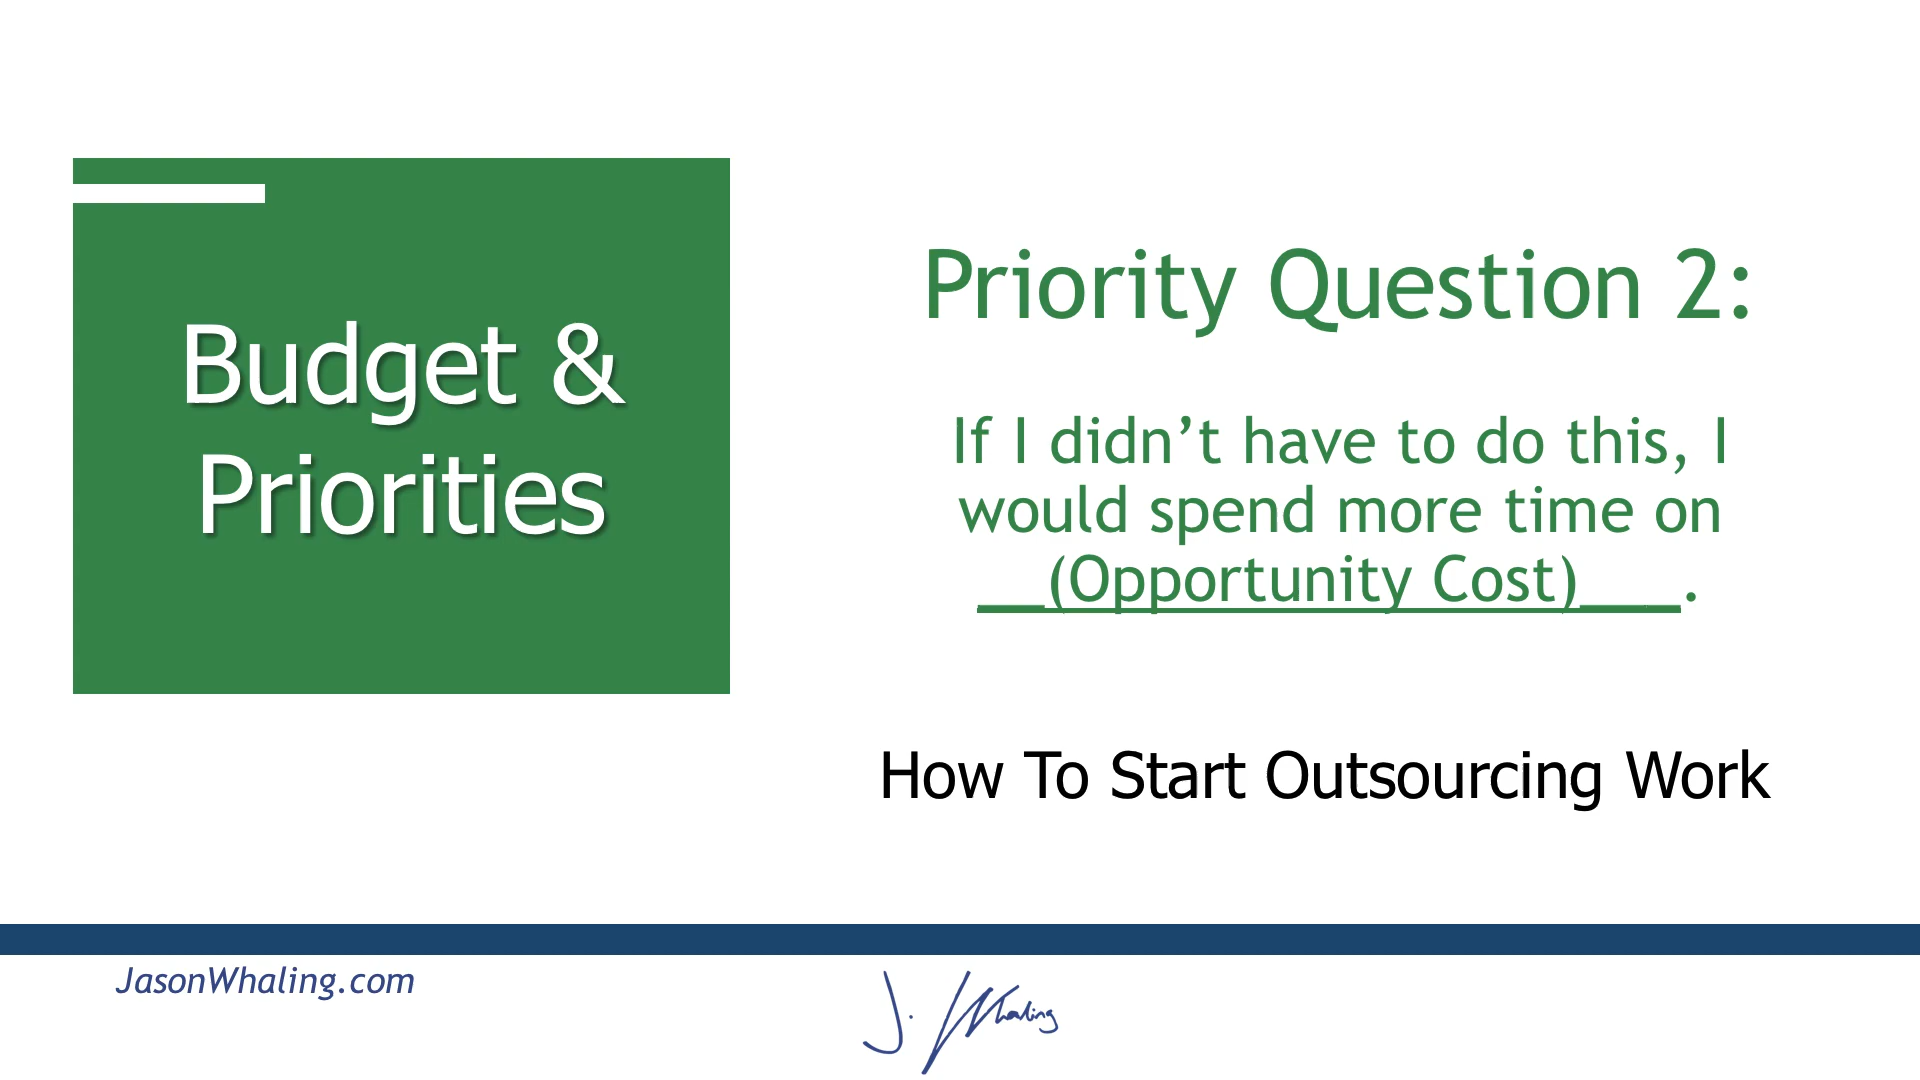 Budget &
Priorities
Priority Question 2:
If I didn’t have to do this, I
would spend more time on
__(Opportunity Cost)___.
How To Start Outsourcing Work
JasonWhaling.com
J. Whaling